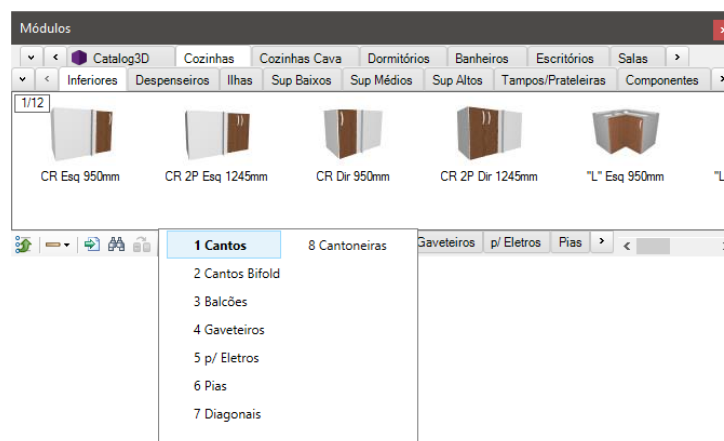 Módulos
Catalog3D Cozinhas Cozinhas Cava Dormitórios Banheiros Escritórios Salas
Inferiores Despenseiros Ilhas Sup Baixos Sup Médios Sup Altos Tampos/Prateleiras Componentes
1/12
CR Esq 950mm CR 2P Esq 1245mm CR Dir 950mm CR 2P Dir 1245mm "L" Esq 950mm "L
Gaveteiros p/ Eletros Pias
1 Cantos 8 Cantoneiras
2 Cantos Bifold
3 Balcões
4 Gaveteiros
5 p/ Eletros
6 Pias
7 Diagonais